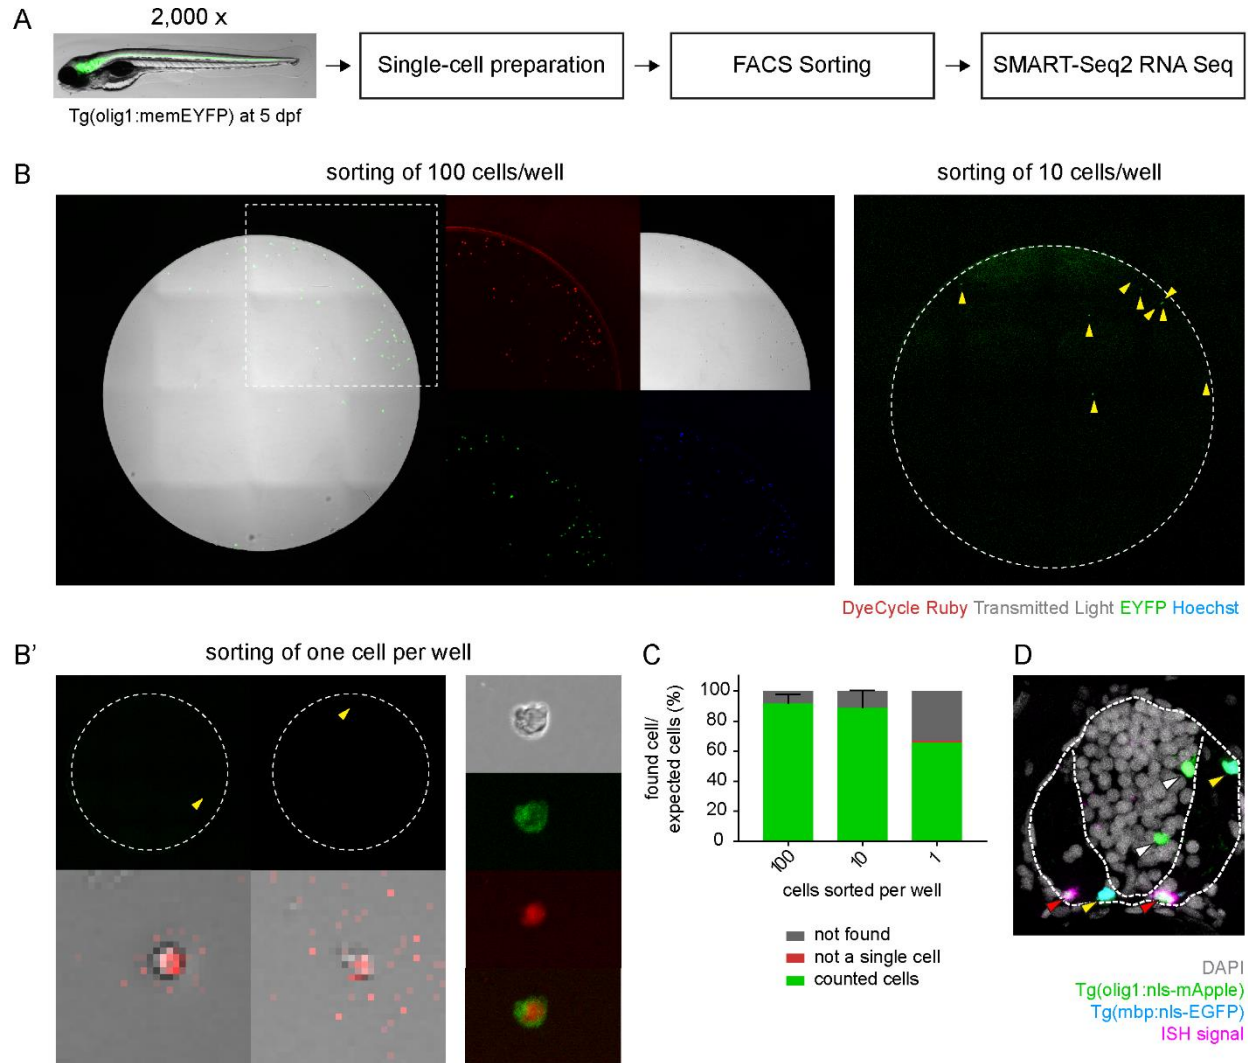 A
2,000 x
Tg(olig1:memEYFP) at 5 dpf
Single-cell preparation
FACS Sorting
SMART-Seq2 RNA Seq
B
sorting of 100 cells/well
sorting of 10 cells/well
DyeCycle Ruby Transmitted Light EYFP Hoechst
B’
sorting of one cell per well
C
found cell/
expected cells (%)
100
80
60
40
20
0
100
10
1
cells sorted per well
not found
not a single cell
counted cells
D
DAPI
Tg(olig1:nls-mApple)
Tg(mbp:nls-EGFP)
ISH signal